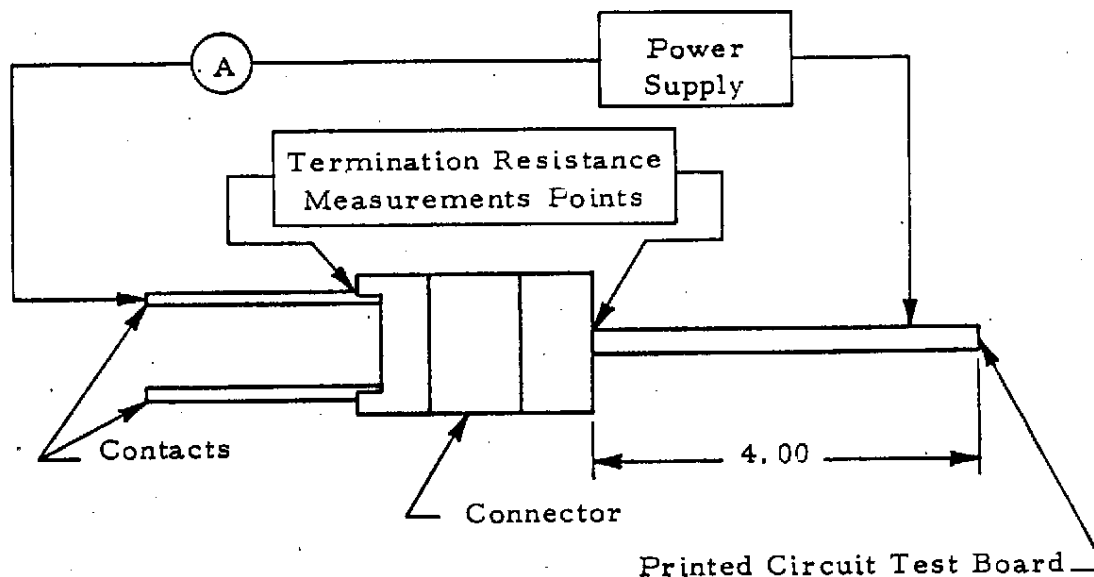 A
Power
Supply
Termination Resistance
Measurements Points
Contacts
4.00
Connector
Printed Circuit Test Board